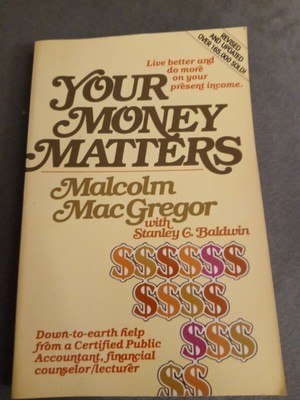 REVISED
AND UPDATED
OVER 165,000 SOLD!
Live better and
do more
on your
present income.
YOUR
MONEY
MATTERS
Malcolm
MacGregor
with
Stanley C. Baldwin
$$$$$$
$$$$
$$$
$$
Down-to-earth help
from a Certified Public
Accountant, financial
counselor/lecturer